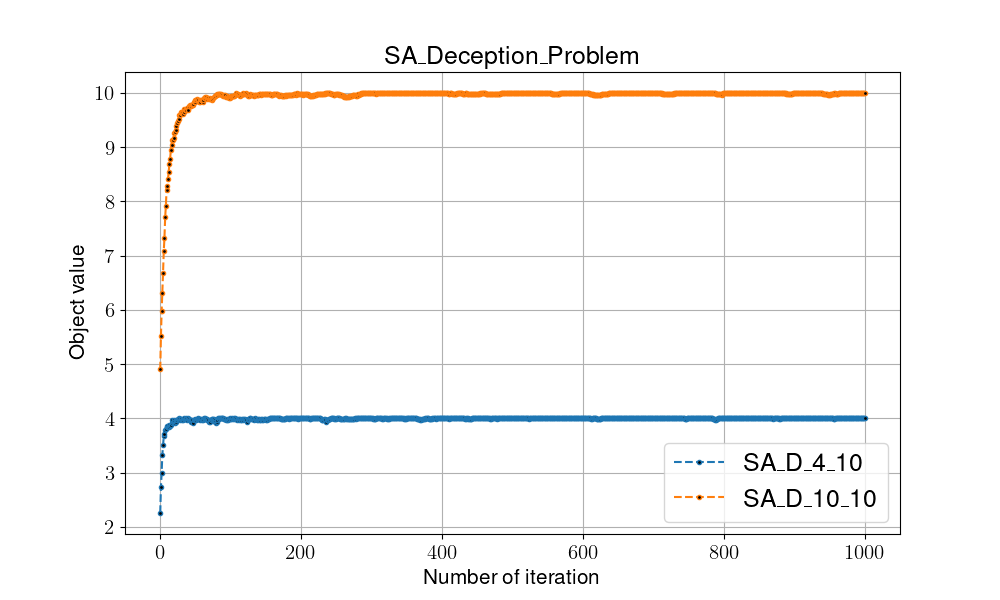 SA_Deception_Problem
Object value
10
9
8
7
6
5
4
3
2
0 200 400 600 800 1000
Number of iteration
SA_D_4_10
SA_D_10_10